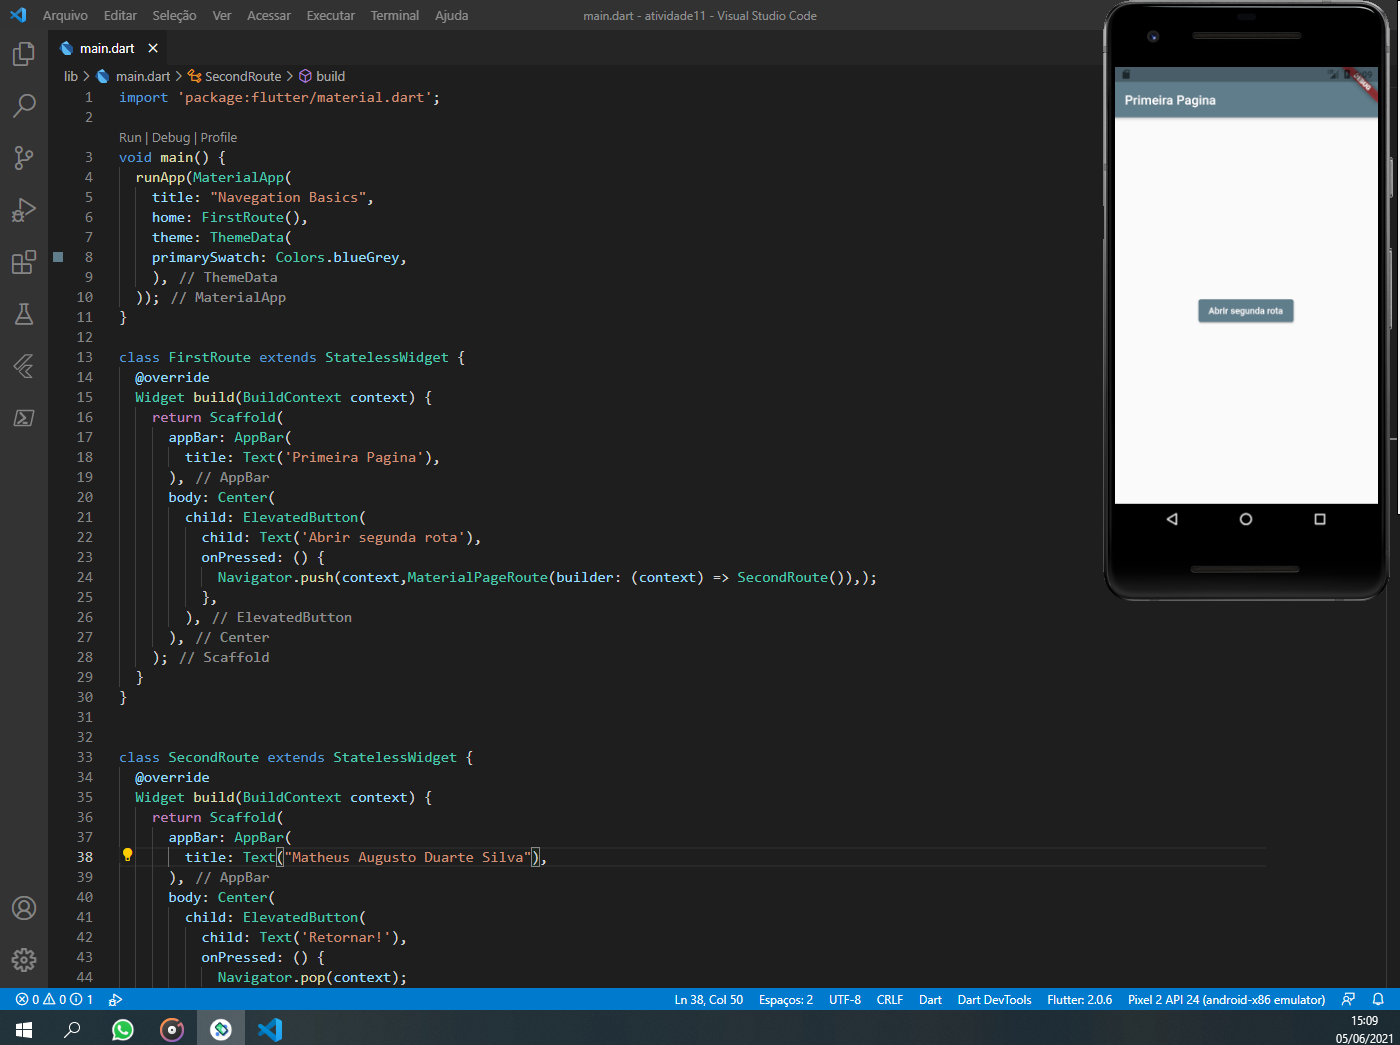 Arquivo Editar Seleção Ver Acessar Executar Terminal Ajuda main.dart - atividade11 - Visual Studio Code
main.dart
lib > main.dart > SecondRoute > build
1 import 'package:flutter/material.dart';
2
Run | Debug | Profile
3 void main() {
4 runApp(MaterialApp(
5 title: "Navegation Basics",
6 home: FirstRoute(),
7 theme: ThemeData(
8 primarySwatch: Colors.blueGrey,
9 ), // ThemeData
10 )); // MaterialApp
11 }
12
13 class FirstRoute extends StatelessWidget {
14 @override
15 Widget build(BuildContext context) {
16 return Scaffold(
17 appBar: AppBar(
18 title: Text('Primeira Pagina'),
19 ), // AppBar
20 body: Center(
21 child: ElevatedButton(
22 child: Text('Abrir segunda rota'),
23 onPressed: () {
24 Navigator.push(context,MaterialPageRoute(builder: (context) => SecondRoute()),);
25 },
26 ), // ElevatedButton
27 ), // Center
28 ); // Scaffold
29 }
30 }
31
32
33 class SecondRoute extends StatelessWidget {
34 @override
35 Widget build(BuildContext context) {
36 return Scaffold(
37 appBar: AppBar(
38 title: Text("Matheus Augusto Duarte Silva"),
39 ), // AppBar
40 body: Center(
41 child: ElevatedButton(
42 child: Text('Retornar!'),
43 onPressed: () {
44 Navigator.pop(context);
Primeira Pagina
Abrir segunda rota
0 0 1 Ln 38, Col 50 Espaços: 2 UTF-8 CRLF Dart Dart DevTools Flutter: 2.0.6 Pixel 2 API 24 (android-x86 emulator)
15:09
05/06/2021